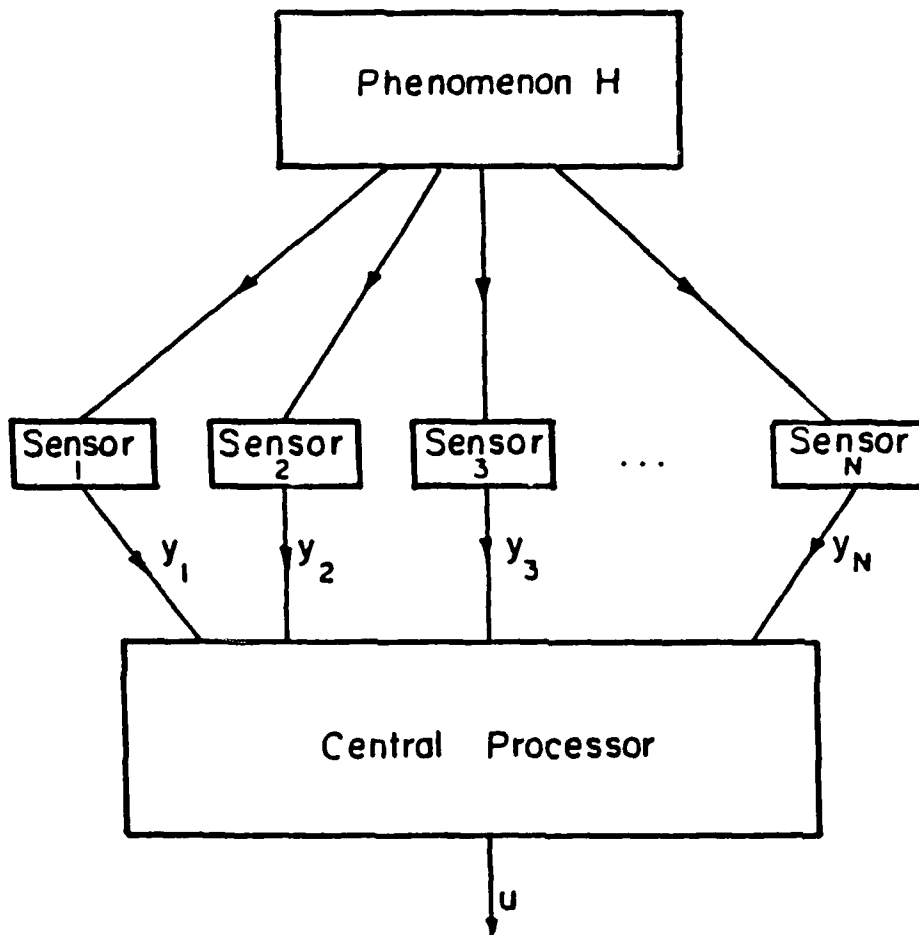 Phenomenon H
Sensor
1
Sensor
2
Sensor
3
...
Sensor
N
y1
y2
y3
yN
Central Processor
u